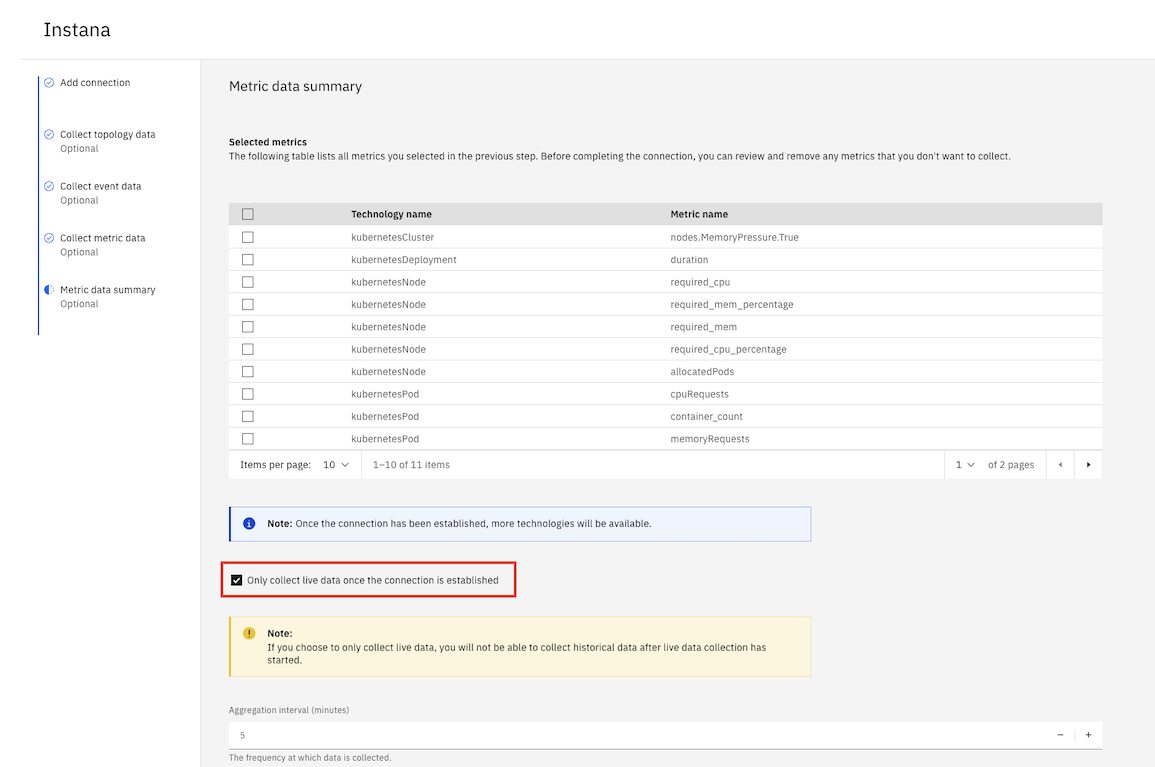 Instana
Add connection
Collect topology data
Optional
Collect event data
Optional
Collect metric data
Optional
Metric data summary
Optional
Metric data summary
Selected metrics
The following table lists all metrics you selected in the previous step. Before completing the connection, you can review and remove any metrics that you don't want to collect.
Technology name Metric name
kubernetesCluster nodes.MemoryPressure.True
kubernetesDeployment duration
kubernetesNode required_cpu
kubernetesNode required_mem_percentage
kubernetesNode required_mem
kubernetesNode required_cpu_percentage
kubernetesNode allocatedPods
kubernetesPod cpuRequests
kubernetesPod container_count
kubernetesPod memoryRequests
Items per page: 10 1–10 of 11 items 1 of 2 pages
Note: Once the connection has been established, more technologies will be available.
Only collect live data once the connection is established
Note:
If you choose to only collect live data, you will not be able to collect historical data after live data collection has
started.
Aggregation interval (minutes)
5
The frequency at which data is collected.